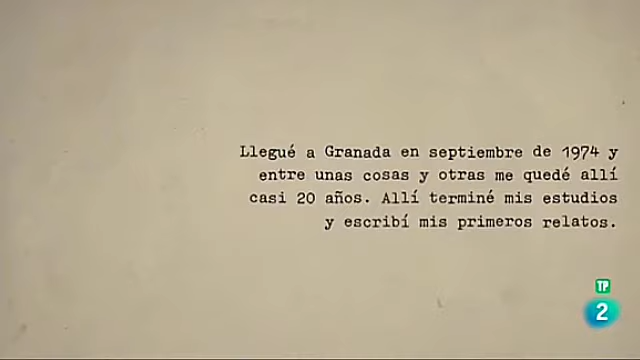 Llegué a Granada en septiembre de 1974 y
entre unas cosas y otras me quedé allí
casi 20 años. Allí terminé mis estudios
y escribí mis primeros relatos.
TP
2